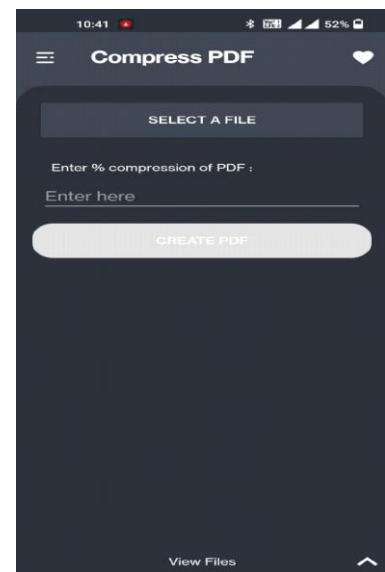 10:41 52%
Compress PDF
SELECT A FILE
Enter % compression of PDF :
Enter here
CREATE PDF
View Files